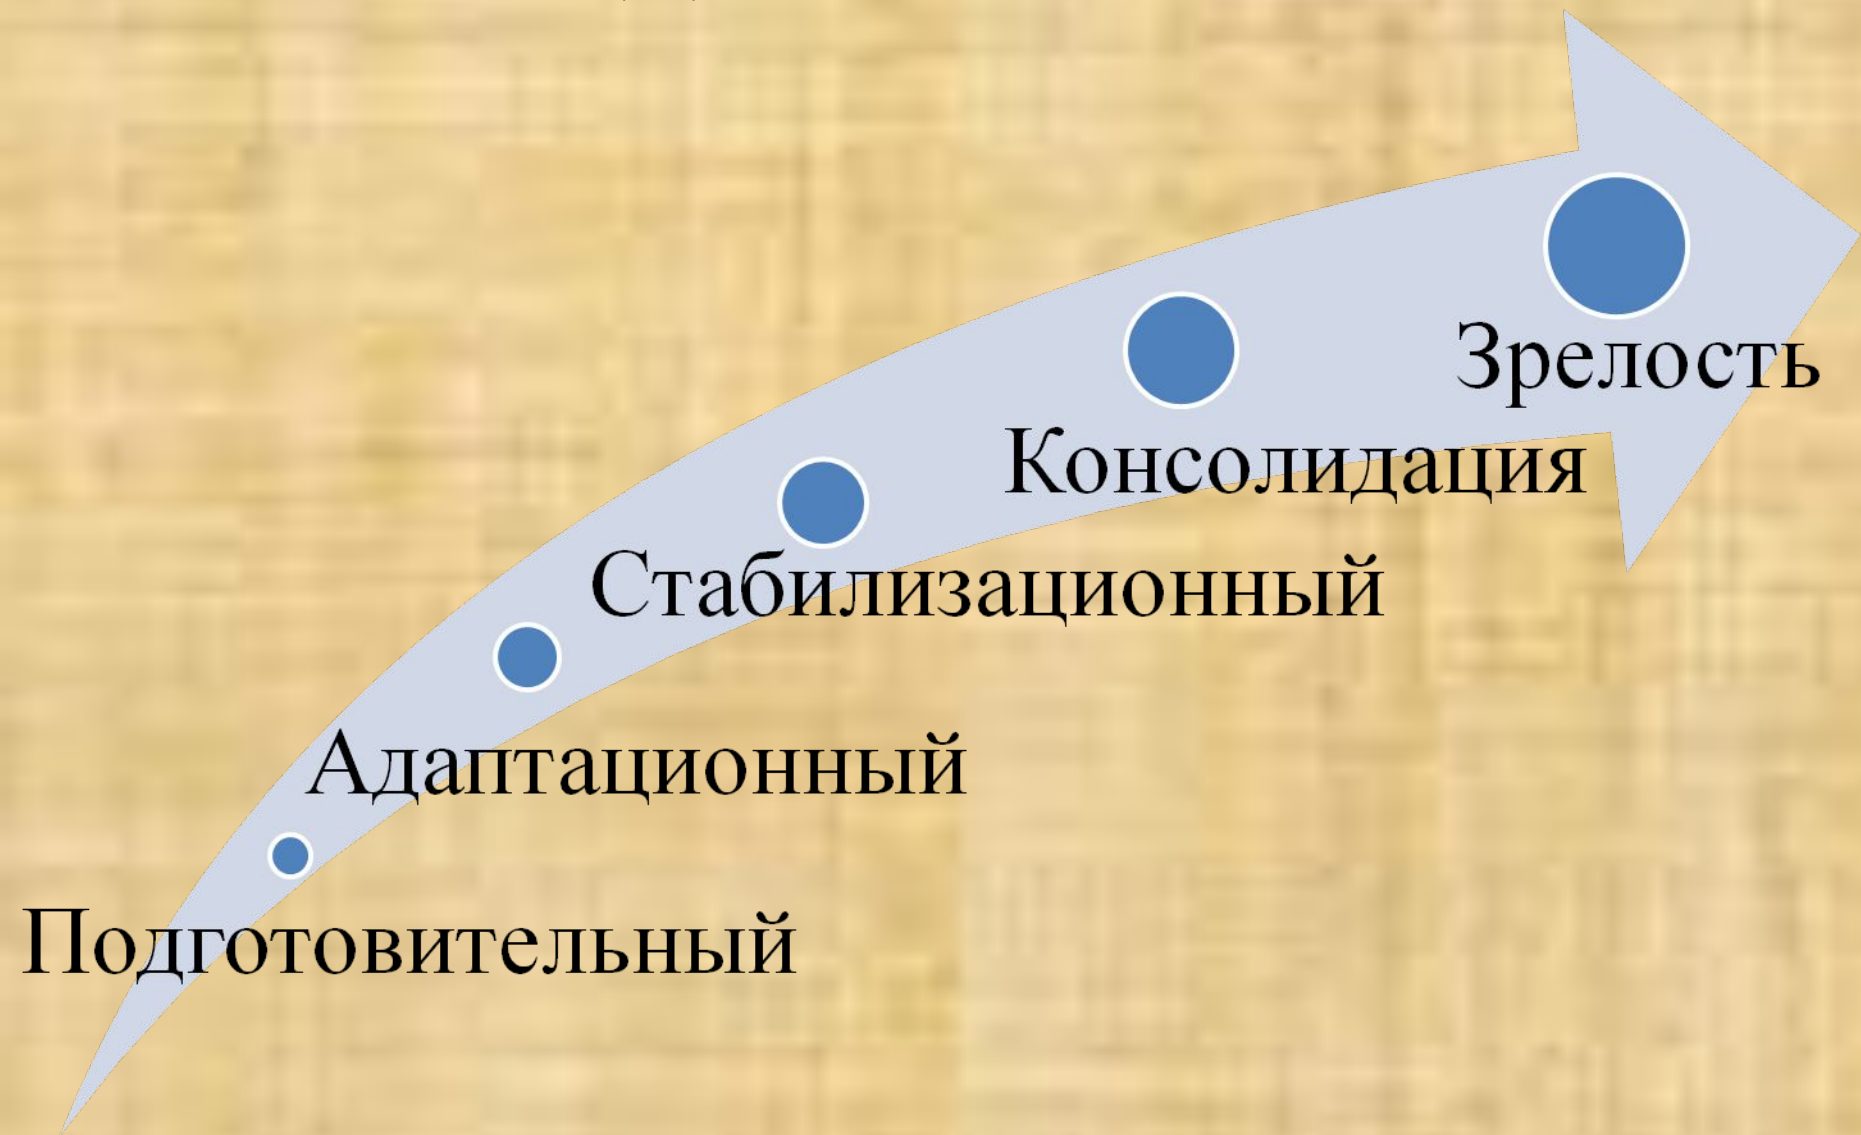 Зрелость
Консолидация
Стабилизационный
Адаптационный
Подготовительный